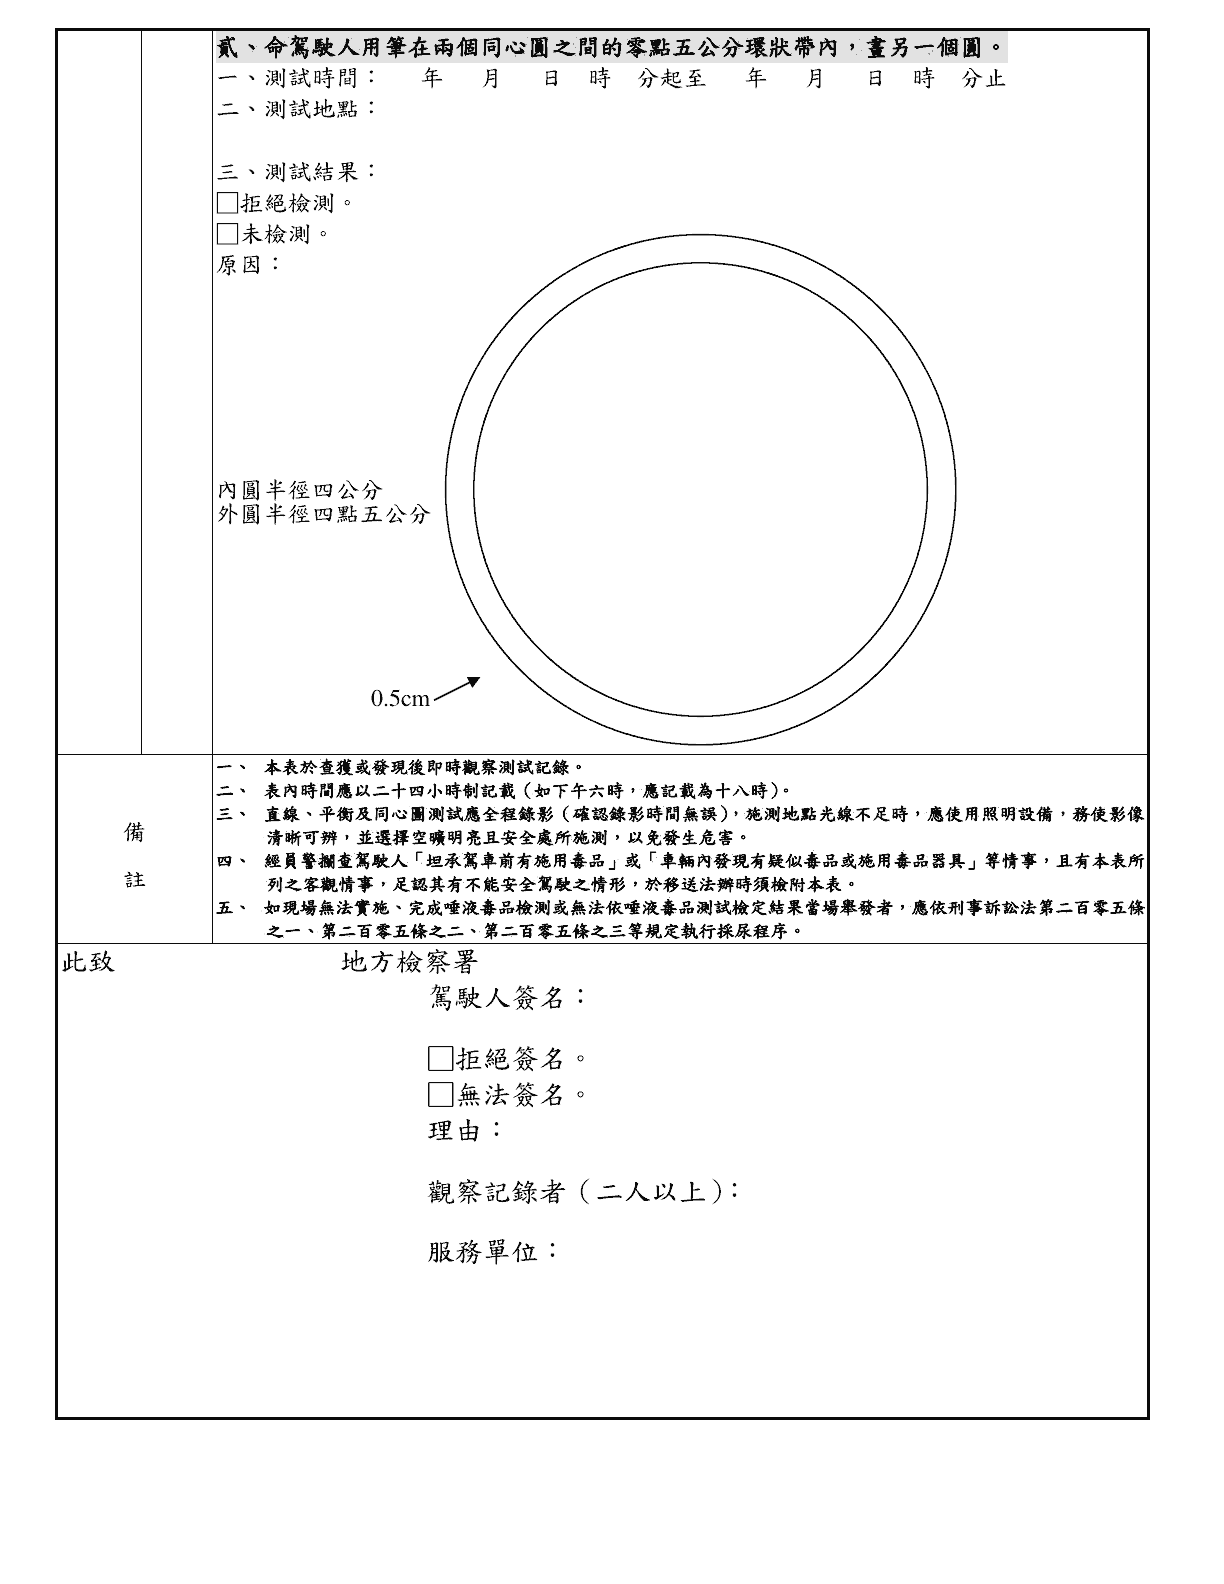 貳、命駕駛人用筆在兩個同心圓之間的零點五公分環狀帶內，畫另一個圓。
一、測試時間： 年 月 日 時 分起至 年 月 日 時 分止
二、測試地點：
三、測試結果：
□拒絕檢測。
□未檢測。
原因：
內圓半徑四公分
外圓半徑四點五公分
0.5cm
備
註
一、 本表於查獲或發現後即時觀察測試記錄。
二、 表內時間應以二十四小時制記載（如下午六時，應記載為十八時）。
三、 直線、平衡及同心圓測試應全程錄影（確認錄影時間無誤），施測地點光線不足時，應使用照明設備，務使影像
清晰可辨，並選擇空曠明亮且安全處所施測，以免發生危害。
四、 經員警攔查駕駛人「坦承駕車前有施用毒品」或「車輛內發現有疑似毒品或施用毒品器具」等情事，且有本表所
列之客觀情事，足認其有不能安全駕駛之情形，於移送法辦時須檢附本表。
五、 如現場無法實施、完成唾液毒品檢測或無法依唾液毒品測試檢定結果當場舉發者，應依刑事訴訟法第二百零五條
之一、第二百零五條之二、第二百零五條之三等規定執行採尿程序。
此致 地方檢察署
駕駛人簽名：
□拒絕簽名。
□無法簽名。
理由：
觀察記錄者（二人以上）：
服務單位：